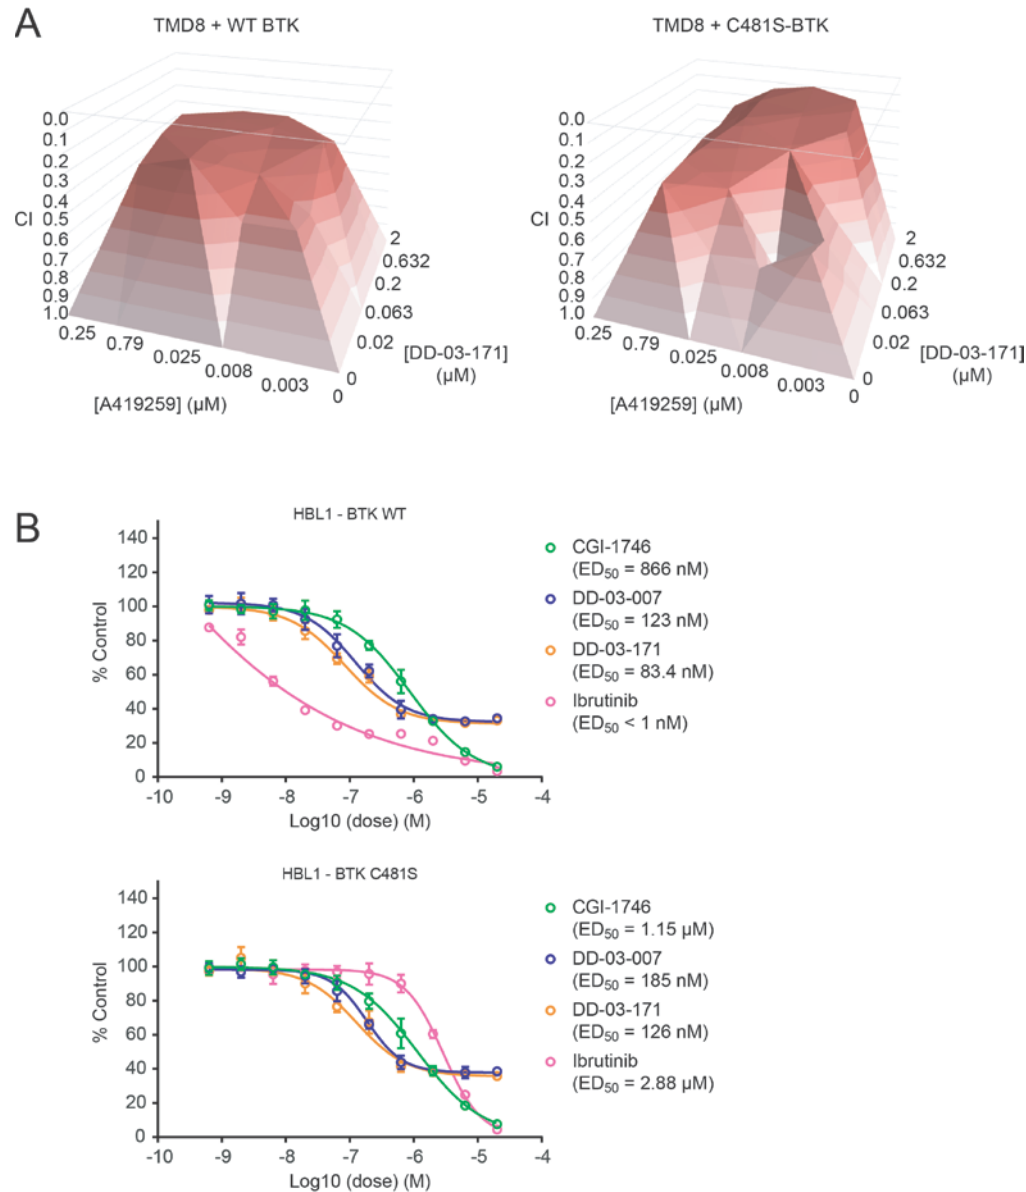 A
TMD8 + WT BTK
TMD8 + C481S-BTK
0.0
0.1
0.2
0.3
0.4
CI 0.5
0.6
0.7
0.8
0.9
1.0
0.25
0.79
0.025
0.008
0.003
0
[A419259] (µM)
2
0.632
0.2
0.063
0.02
0
[DD-03-171]
(µM)
0.0
0.1
0.2
0.3
0.4
CI 0.5
0.6
0.7
0.8
0.9
1.0
0.25
0.79
0.025
0.008
0.003
0
[A419259] (µM)
2
0.632
0.2
0.063
0.02
0
[DD-03-171]
(µM)
B
HBL1 - BTK WT
% Control
140
120
100
80
60
40
20
0
-10 -9 -8 -7 -6 -5 -4
Log10 (dose) (M)
CGI-1746
(ED₅₀ = 866 nM)
DD-03-007
(ED₅₀ = 123 nM)
DD-03-171
(ED₅₀ = 83.4 nM)
Ibrutinib
(ED₅₀ < 1 nM)
HBL1 - BTK C481S
% Control
140
120
100
80
60
40
20
0
-10 -9 -8 -7 -6 -5 -4
Log10 (dose) (M)
CGI-1746
(ED₅₀ = 1.15 µM)
DD-03-007
(ED₅₀ = 185 nM)
DD-03-171
(ED₅₀ = 126 nM)
Ibrutinib
(ED₅₀ = 2.88 µM)